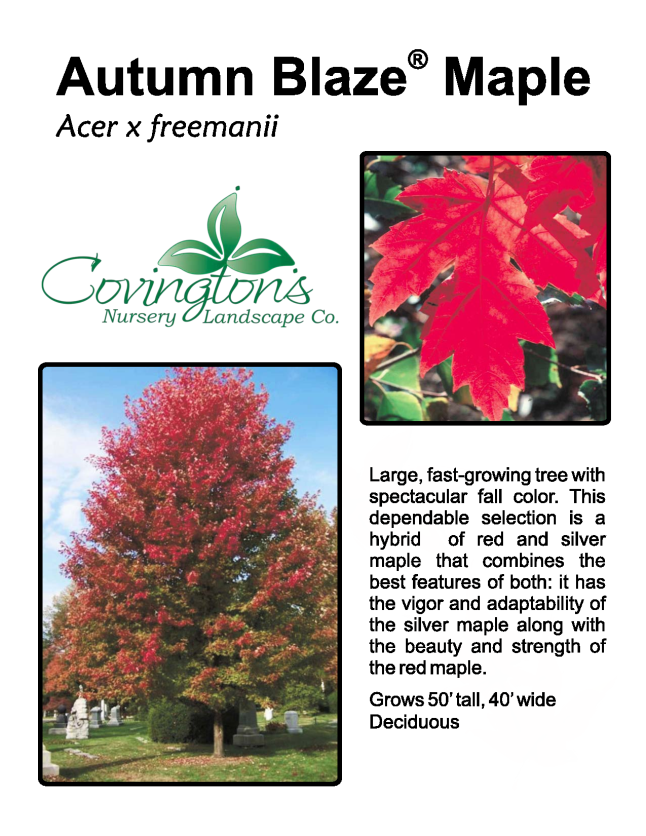 Autumn Blaze® Maple
Acer x freemanii
Covington's
Nursery Landscape Co.
Large, fast-growing tree with
spectacular fall color. This
dependable selection is a
hybrid of red and silver
maple that combines the
best features of both: it has
the vigor and adaptability of
the silver maple along with
the beauty and strength of
the red maple.
Grows 50' tall, 40' wide
Deciduous